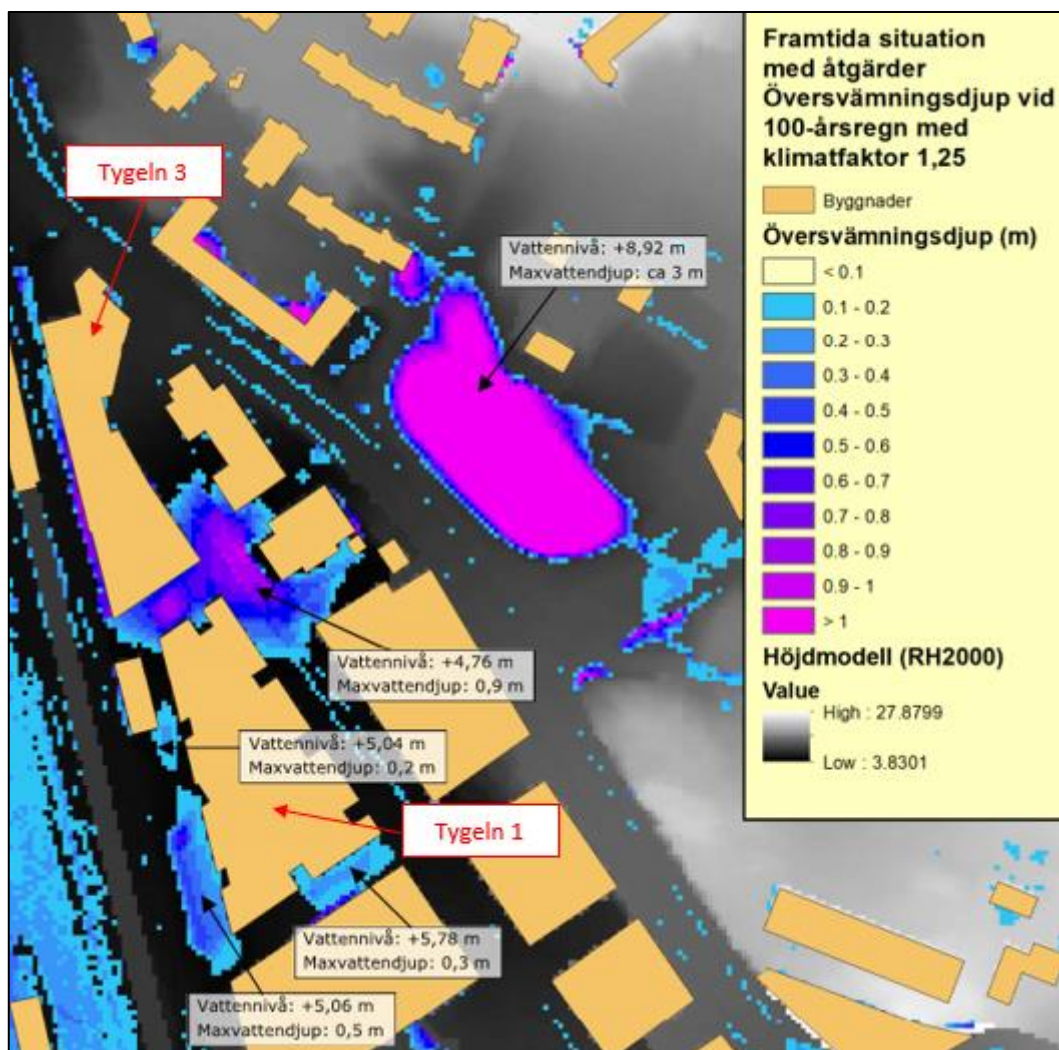 Framtida situation
med åtgärder
Översvämningsdjup vid
100-årsregn med
klimatfaktor 1,25
Byggnader
Översvämningsdjup (m)
< 0.1
0.1 - 0.2
0.2 - 0.3
0.3 - 0.4
0.4 - 0.5
0.5 - 0.6
0.6 - 0.7
0.7 - 0.8
0.8 - 0.9
0.9 - 1
> 1
Höjdmodell (RH2000)
Value
High : 27.8799
Low : 3.8301
Tygeln 3
Vattennivå: +8,92 m
Maxvattendjup: ca 3 m
Vattennivå: +4,76 m
Maxvattendjup: 0,9 m
Vattennivå: +5,04 m
Maxvattendjup: 0,2 m
Tygeln 1
Vattennivå: +5,78 m
Maxvattendjup: 0,3 m
Vattennivå: +5,06 m
Maxvattendjup: 0,5 m